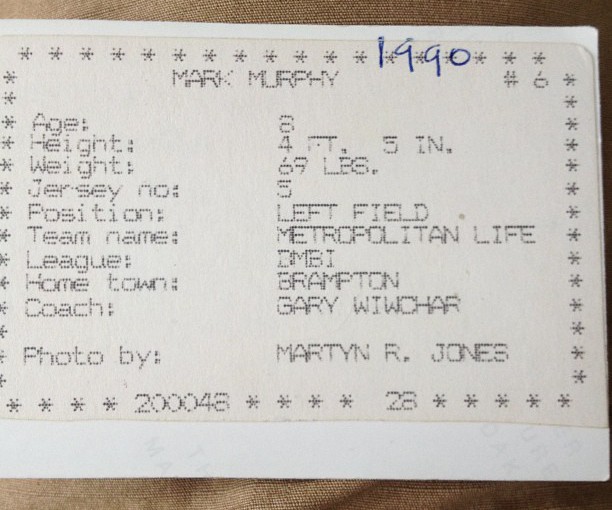 1990
* * * * * * * * * * * * * * * * * * * * *
* MARK MURPHY # 6 *
* *
* Age: 8 *
* Height: 4 FT. 5 IN. *
* Weight: 69 LBS. *
* Jersey no: 5 *
* Position: LEFT FIELD *
* Team name: METROPOLITAN LIFE *
* League: BMBI *
* Home town: BRAMPTON *
* Coach: GARY WIWCHAR *
* *
* Photo by: MARTYN R. JONES *
* *
* * * * 200048 * * * * 28 * * * * *